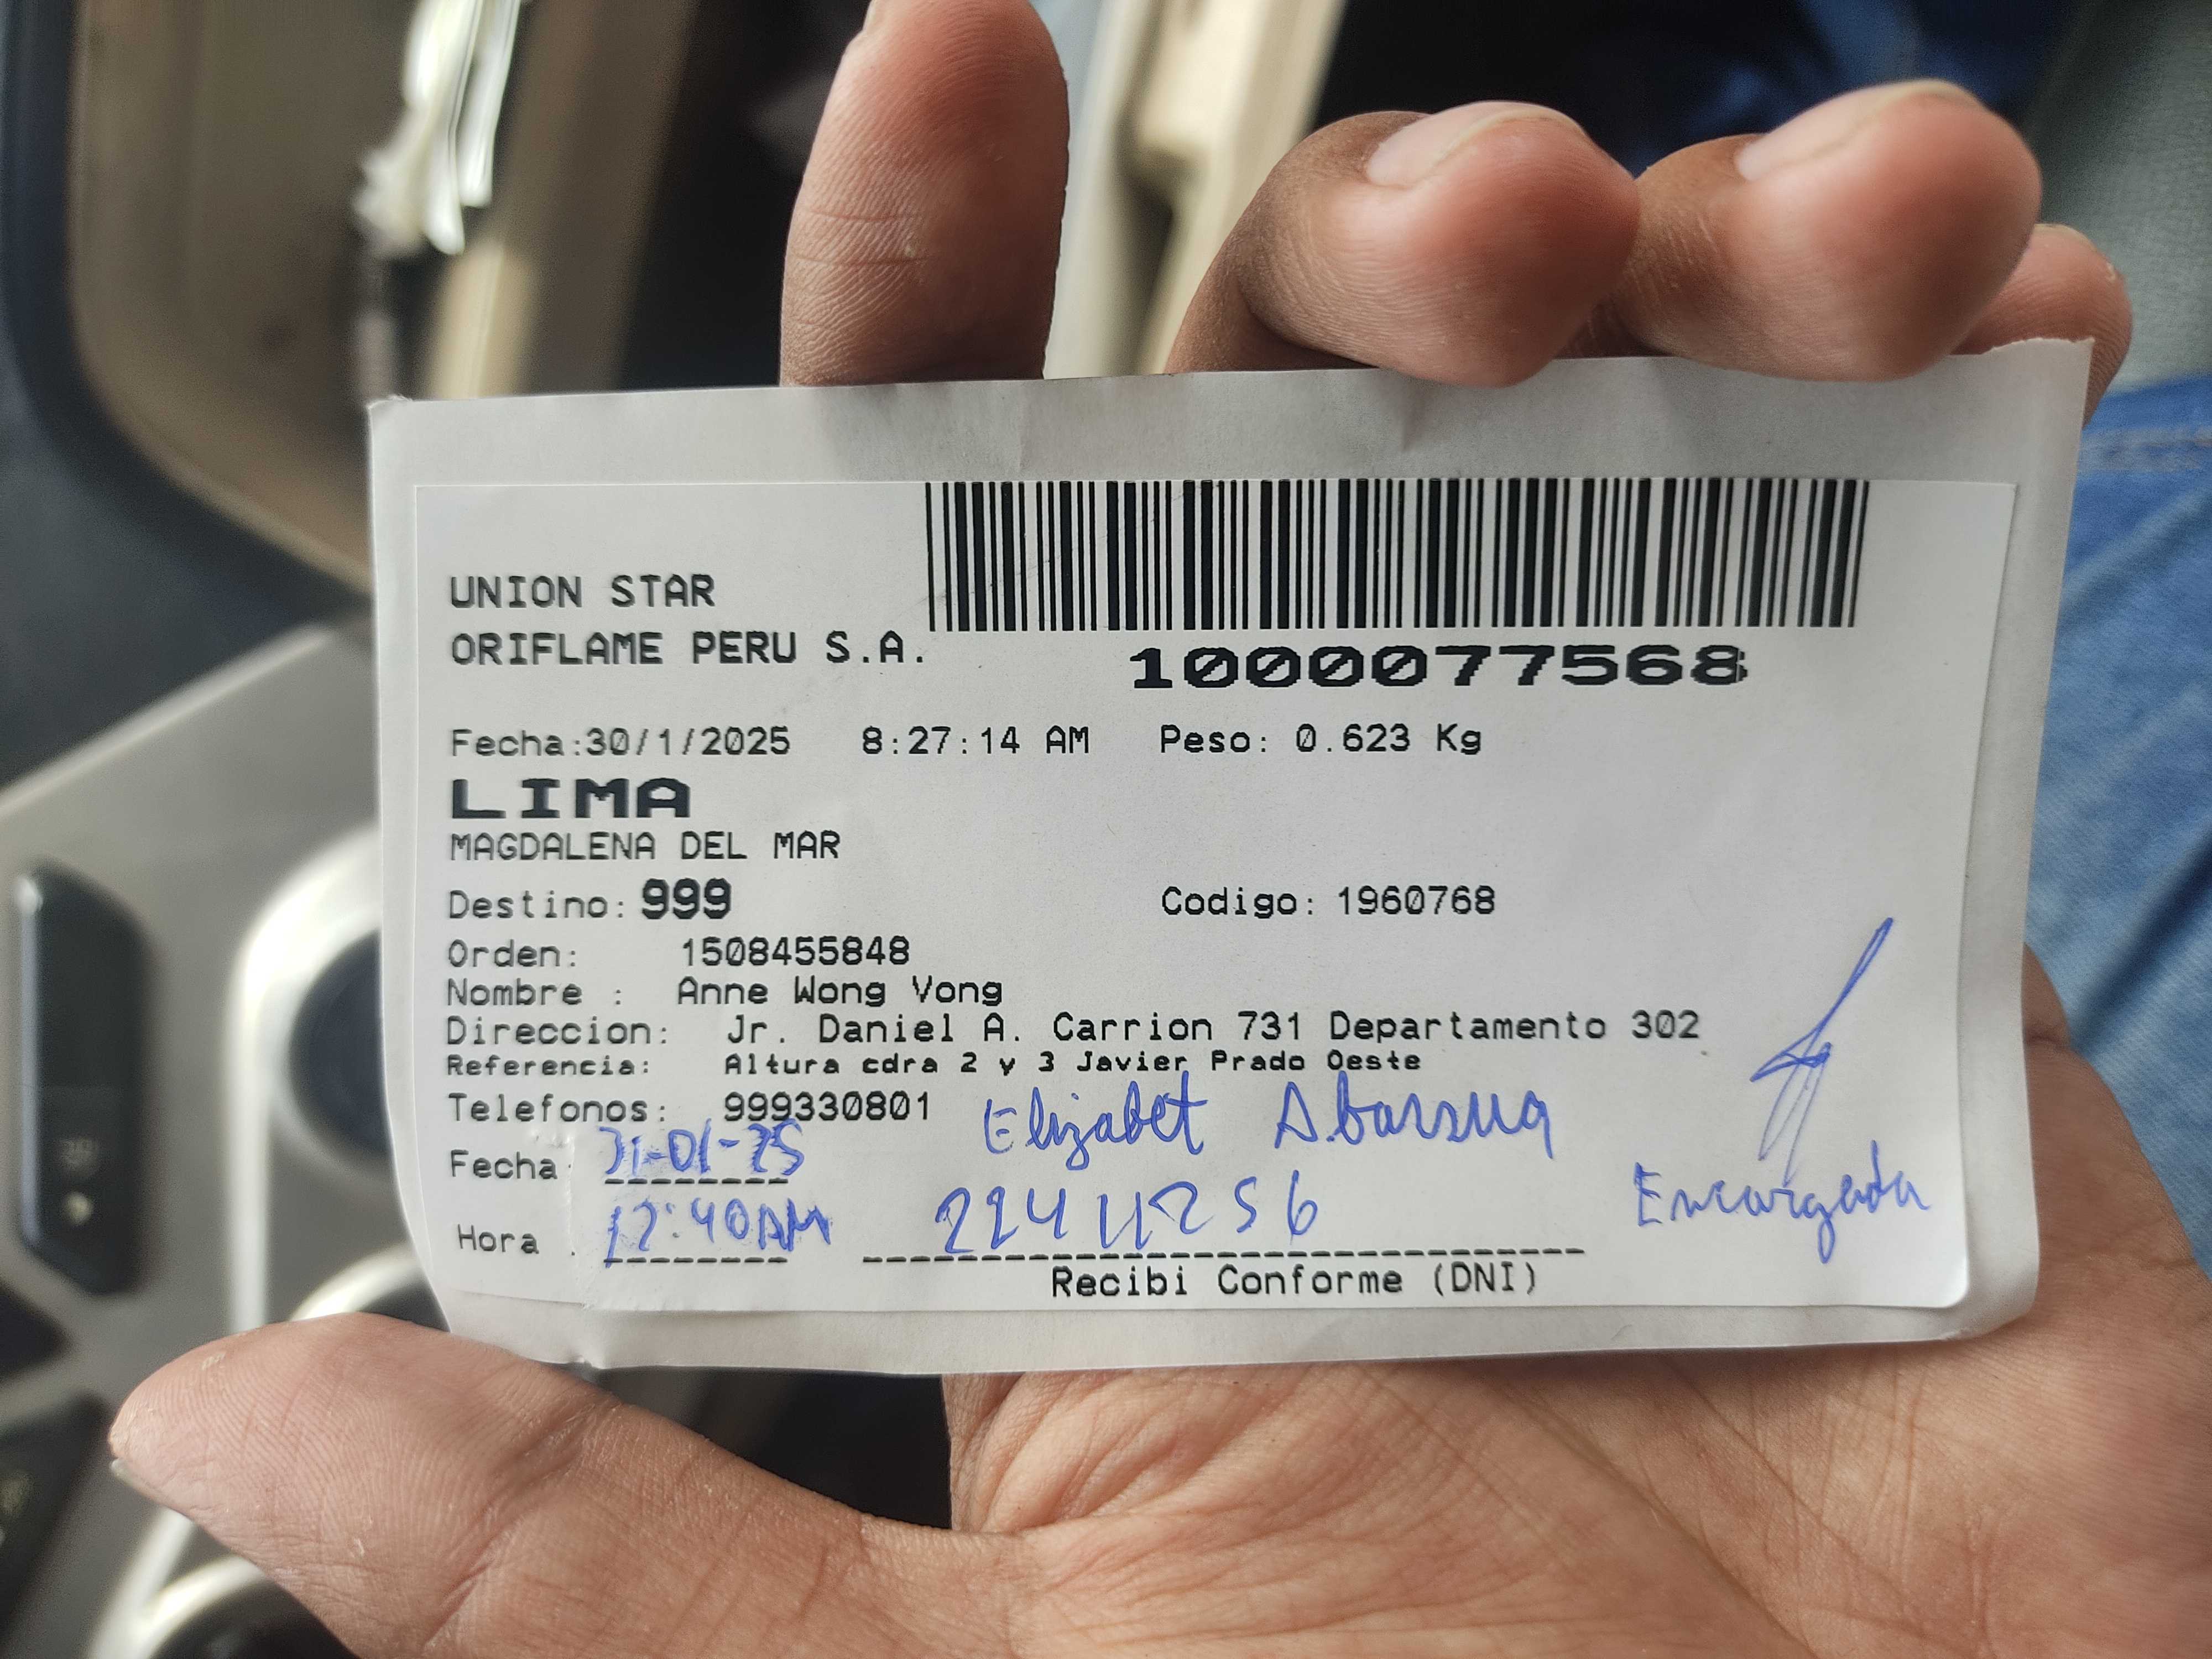 UNION STAR
ORIFLAME PERU S.A.
1000077568
Fecha:30/1/2025 8:27:14 AM Peso: 0.623 Kg
LIMA
MAGDALENA DEL MAR
Destino: 999 Codigo: 1960768
Orden: 1508455848
Nombre : Anne Wong Vong
Direccion: Jr. Daniel A. Carrion 731 Departamento 302
Referencia: Altura cdra 2 y 3 Javier Prado Oeste
Telefonos: 999330801 Elizabet
Fecha: 31-01-25
Encargada
Hora : 12:40AM
Recibi Conforme (DNI)